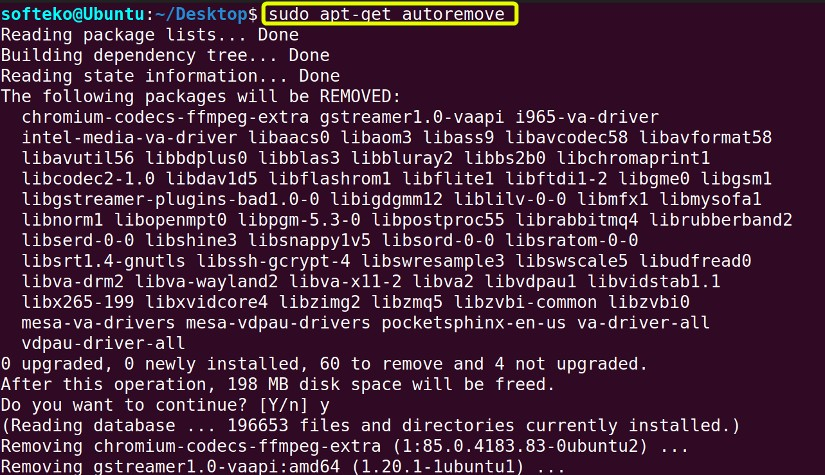 softeko@Ubuntu:~/Desktop$ sudo apt-get autoremove
Reading package lists... Done
Building dependency tree... Done
Reading state information... Done
The following packages will be REMOVED:
  chromium-codecs-ffmpeg-extra gstreamer1.0-vaapi i965-va-driver
  intel-media-va-driver libaacs0 libaom3 libass9 libavcodec58 libavformat58
  libavutil56 libbdplus0 libblas3 libbluray2 libbs2b0 libchromaprint1
  libcodec2-1.0 libdav1d5 libflashrom1 libflite1 libftdi1-2 libgme0 libgsm1
  libgstreamer-plugins-bad1.0-0 libigdgmm12 liblilv-0-0 libmfx1 libmysofa1
  libnorm1 libopenmpt0 libpgm-5.3-0 libpostproc55 librabbitmq4 librubberband2
  libserd-0-0 libshine3 libsnappy1v5 libsord-0-0 libsratom-0-0
  libsrt1.4-gnutls libssh-gcrypt-4 libswresample3 libswscale5 libudfread0
  libva-drm2 libva-wayland2 libva-x11-2 libva2 libvdpau1 libvidstab1.1
  libx265-199 libxvidcore4 libzimg2 libzmq5 libzvbi-common libzvbi0
  mesa-va-drivers mesa-vdpau-drivers pocketsphinx-en-us va-driver-all
  vdpau-driver-all
0 upgraded, 0 newly installed, 60 to remove and 4 not upgraded.
After this operation, 198 MB disk space will be freed.
Do you want to continue? [Y/n] y
(Reading database ... 196653 files and directories currently installed.)
Removing chromium-codecs-ffmpeg-extra (1:85.0.4183.83-0ubuntu2) ...
Removing gstreamer1.0-vaapi:amd64 (1.20.1-1ubuntu1) ...